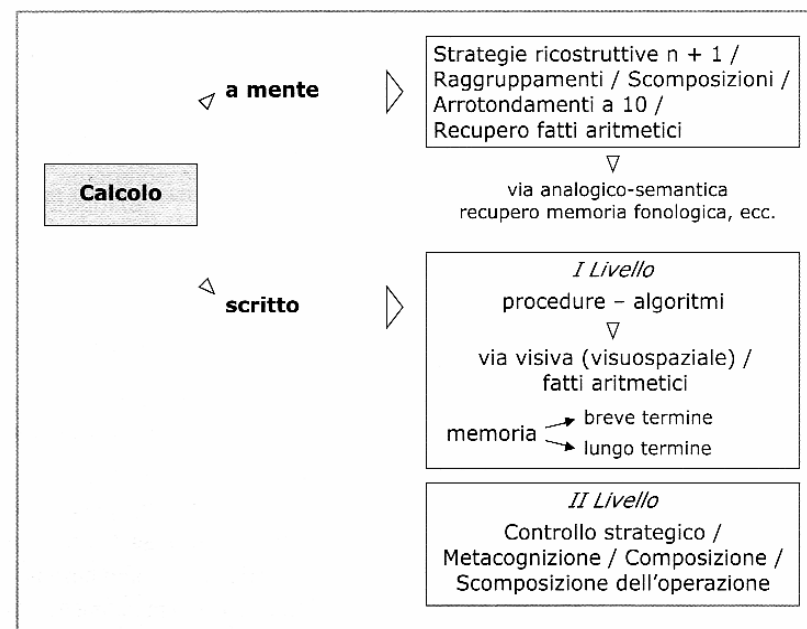 Calcolo
a mente
Strategie ricostruttive n + 1 /
Raggruppamenti / Scomposizioni /
Arrotondamenti a 10 /
Recupero fatti aritmetici
via analogico-semantica
recupero memoria fonologica, ecc.
scritto
I Livello
procedure – algoritmi
via visiva (visuospaziale) /
fatti aritmetici
memoria
breve termine
lungo termine
II Livello
Controllo strategico /
Metacognizione / Composizione /
Scomposizione dell'operazione